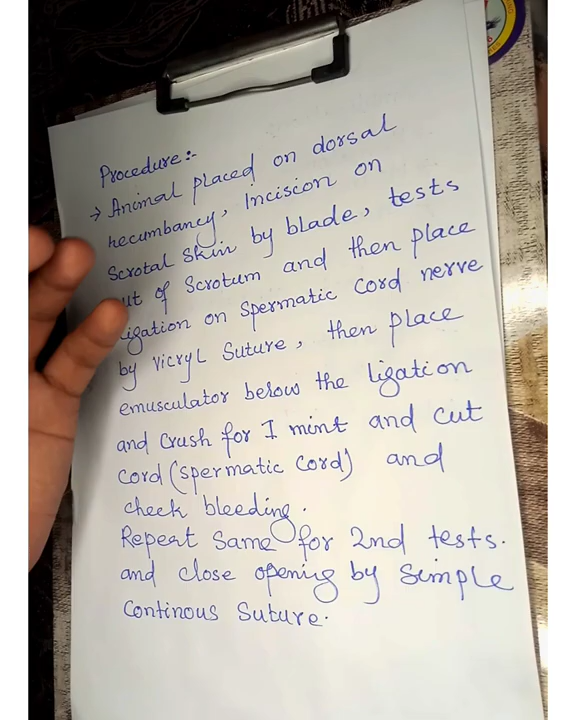 Procedure:-
→ Animal placed on dorsal
recumbancy, Incision on
Scrotal Skin by blade, tests
ut of Scrotum and then place
igation on Spermatic Cord nerve
by vicryl Suture, then place
emusculator below the ligation
and crush for 1 mint and cut
Cord (spermatic Cord) and
check bleeding.
Repeat Same for 2nd tests.
and close opening by Simple
Continous Suture.